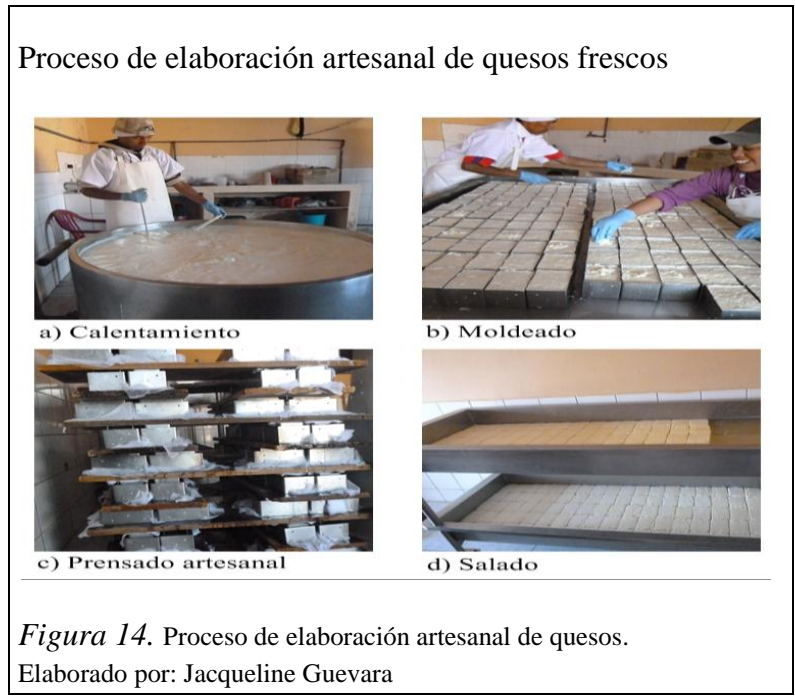 Proceso de elaboración artesanal de quesos frescos
a) Calentamiento
b) Moldeado
c) Prensado artesanal
d) Salado
Figura 14. Proceso de elaboración artesanal de quesos.
Elaborado por: Jacqueline Guevara